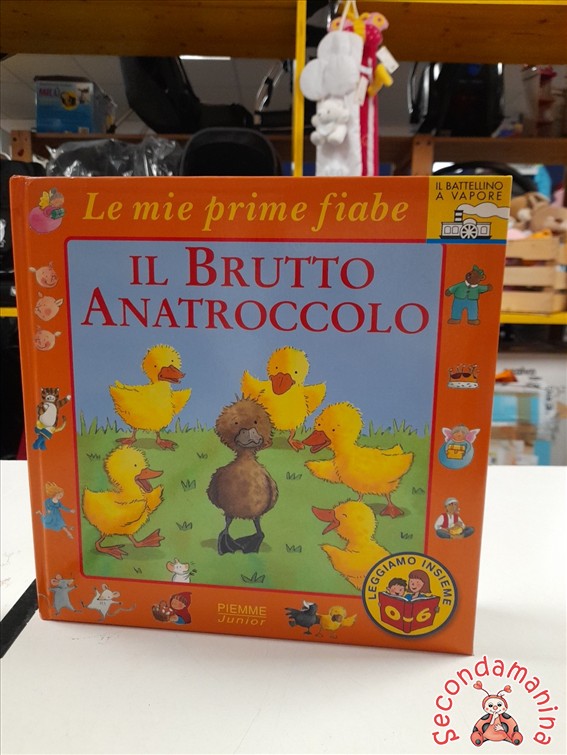 Le mie prime fiabe
IL BATTELLINO
A VAPORE
IL BRUTTO
ANATROCCOLO
LEGGIAMO INSIEME
0-6
PIEMME
Junior
Secondamanina